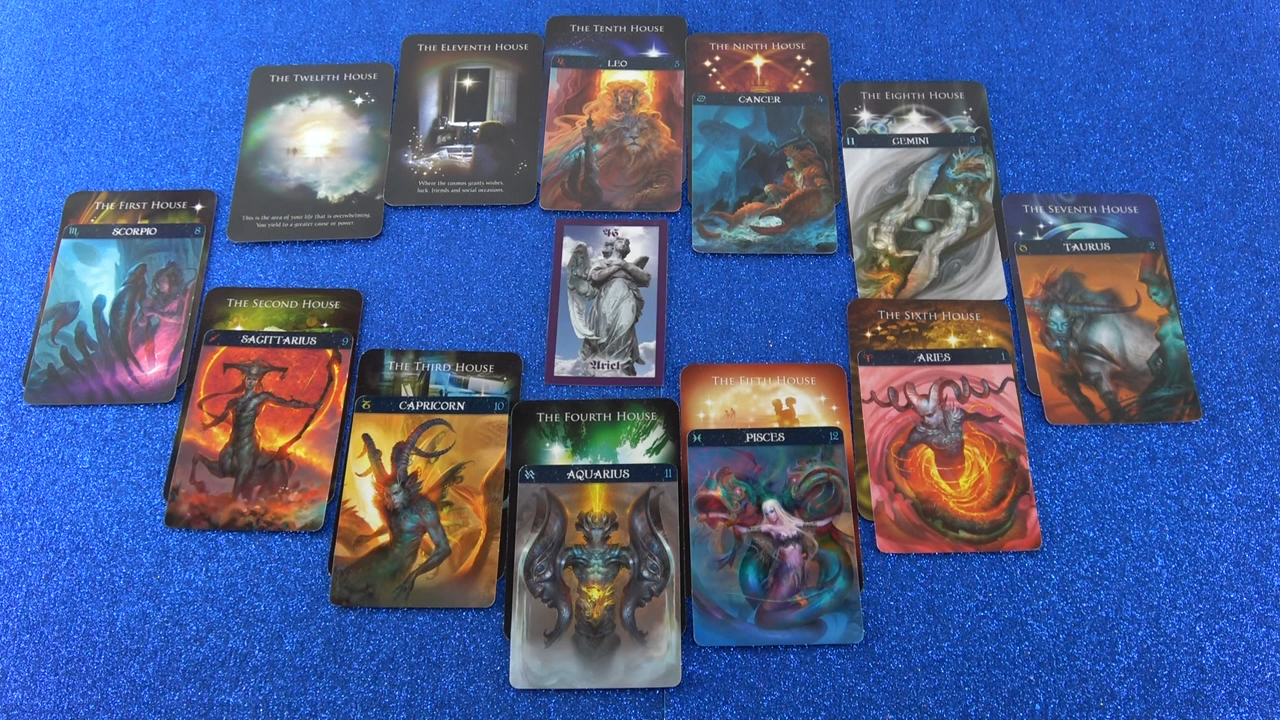 THE TWELFTH HOUSE
This is the area of your life that is overwhelming.
You yield to a greater cause or power.
THE ELEVENTH HOUSE
Where the cosmos grants wishes,
luck, friends and social occasions.
THE TENTH HOUSE
LEO 5
THE NINTH HOUSE
CANCER 4
THE EIGHTH HOUSE
GEMINI 3
THE SEVENTH HOUSE
TAURUS 2
THE FIRST HOUSE
SCORPIO 8
46
Uriel
THE SECOND HOUSE
SAGITTARIUS 9
THE THIRD HOUSE
CAPRICORN 10
THE FOURTH HOUSE
AQUARIUS 11
THE FIFTH HOUSE
PISCES 12
THE SIXTH HOUSE
ARIES 1